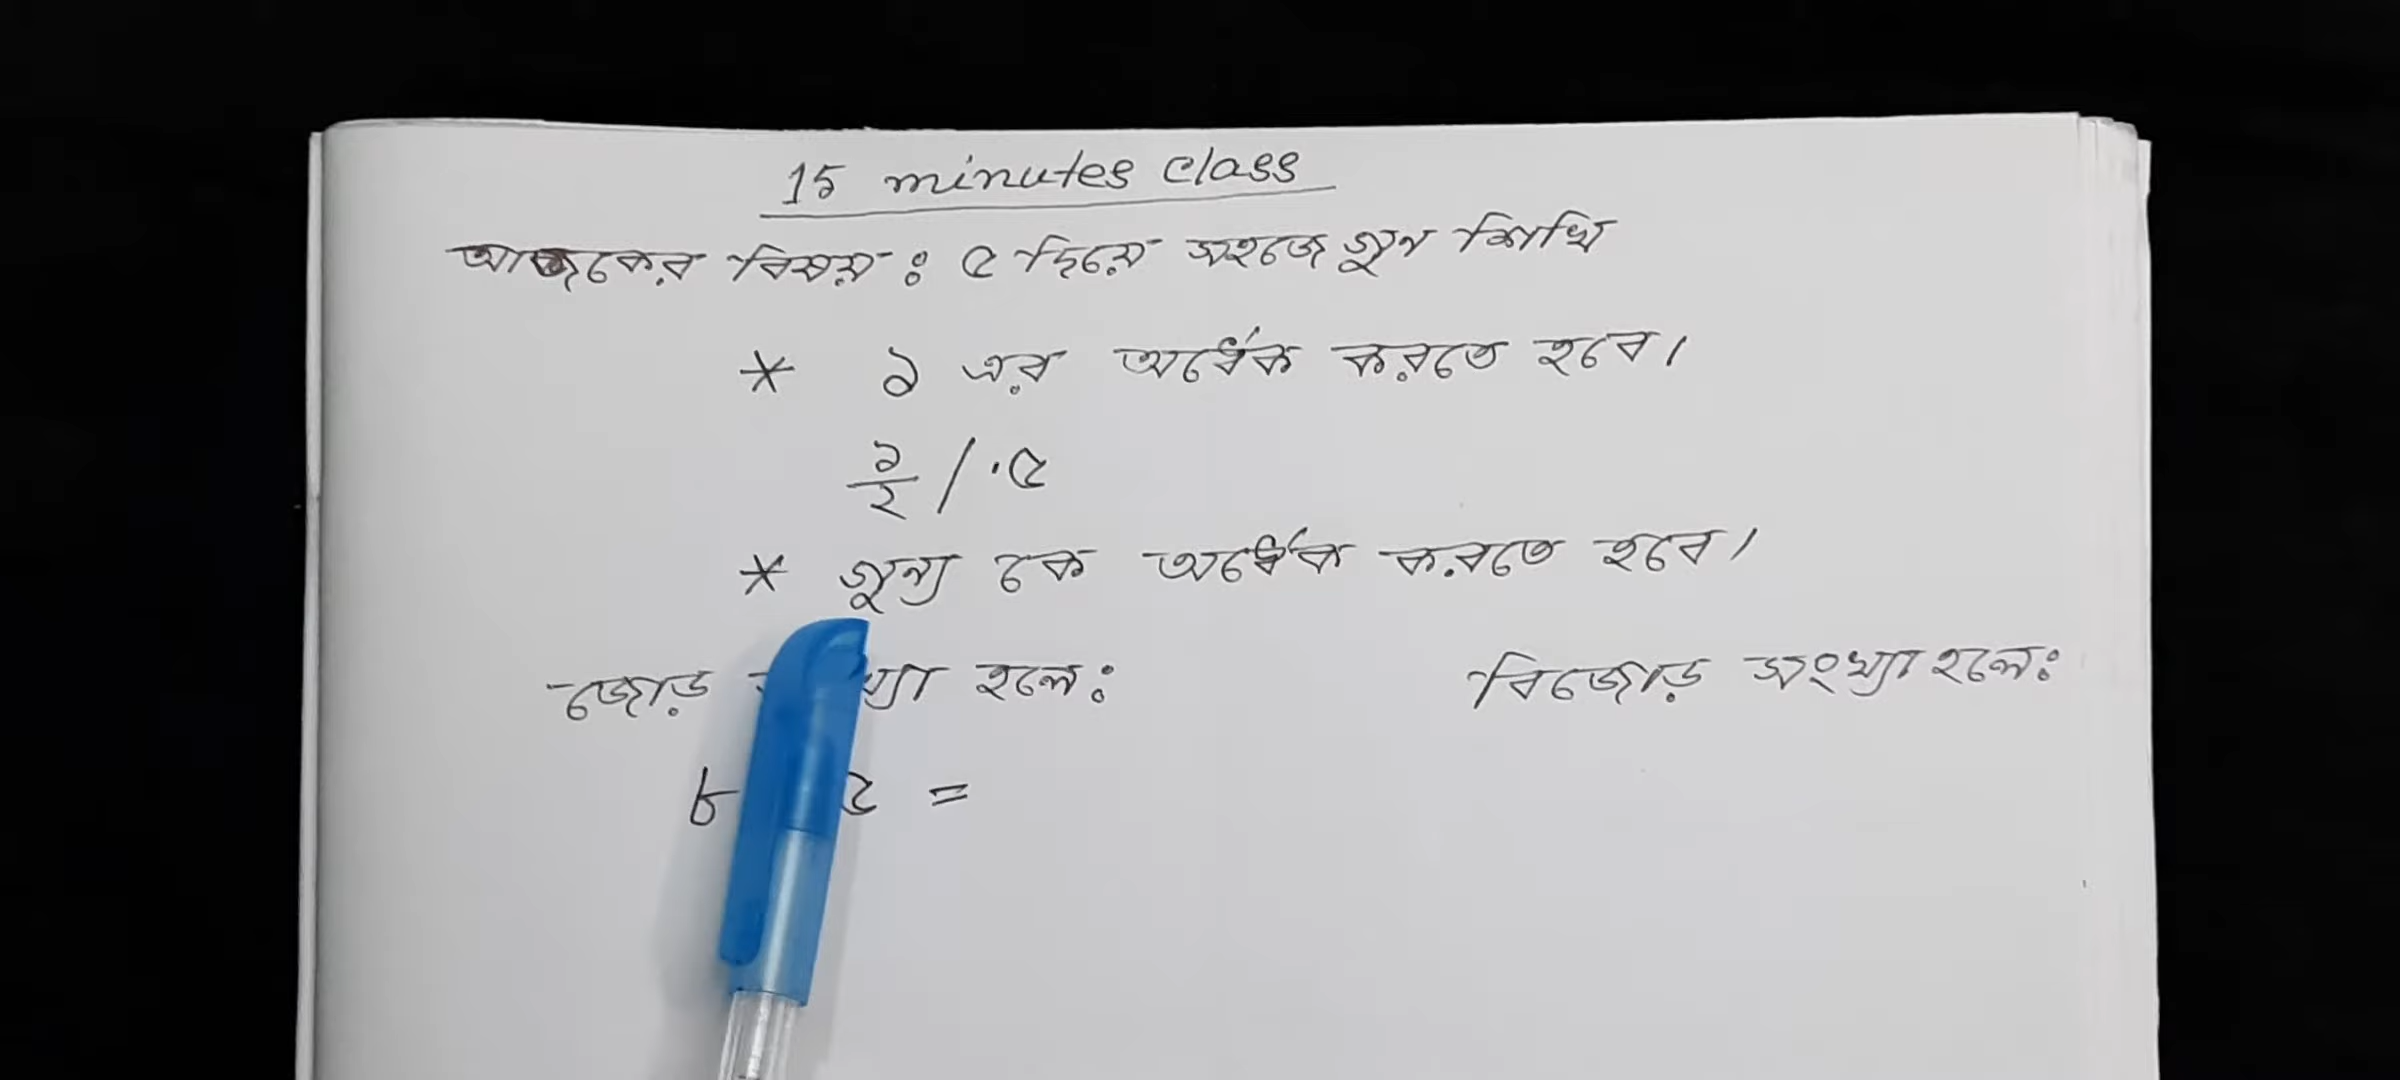 15 minutes class
আজকের বিষয় : ৫ দিয়ে সহজে গুন শিখি
* ১ এর অর্ধেক করতে হবে।
১/২ / .৫
* গুন্য কে অর্ধেক করতে হবে।
জোড় হলে: বিজোড় সংখ্যা হলে:
৮ ৫ =